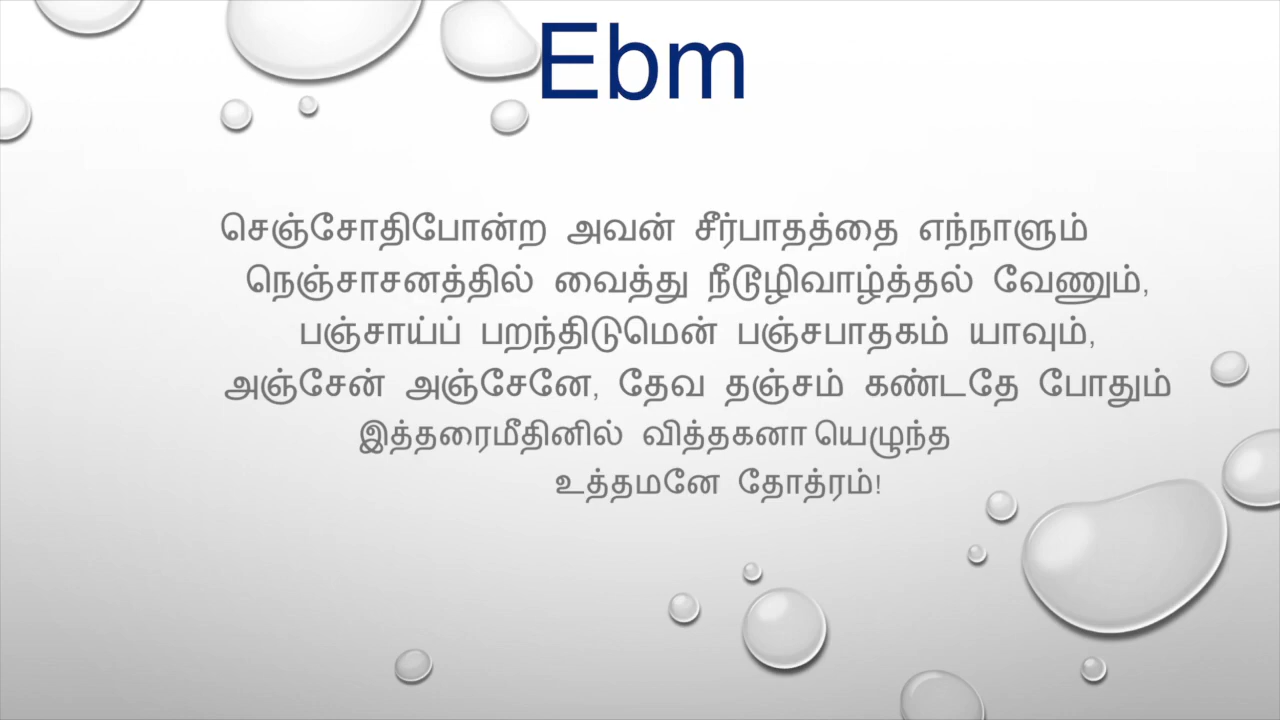 Ebm
செஞ்சோதிபோன்ற அவன் சீர்பாதத்தை எந்நாளும்
நெஞ்சாசனத்தில் வைத்து நீடூழிவாழ்த்தல் வேணும்,
பஞ்சாய்ப் பறந்திடுமென் பஞ்சபாதகம் யாவும்,
அஞ்சேன் அஞ்சேனே, தேவ தஞ்சம் கண்டதே போதும்
இத்தரைமீதினில் வித்தகனா யெழுந்த
உத்தமனே தோத்ரம்!